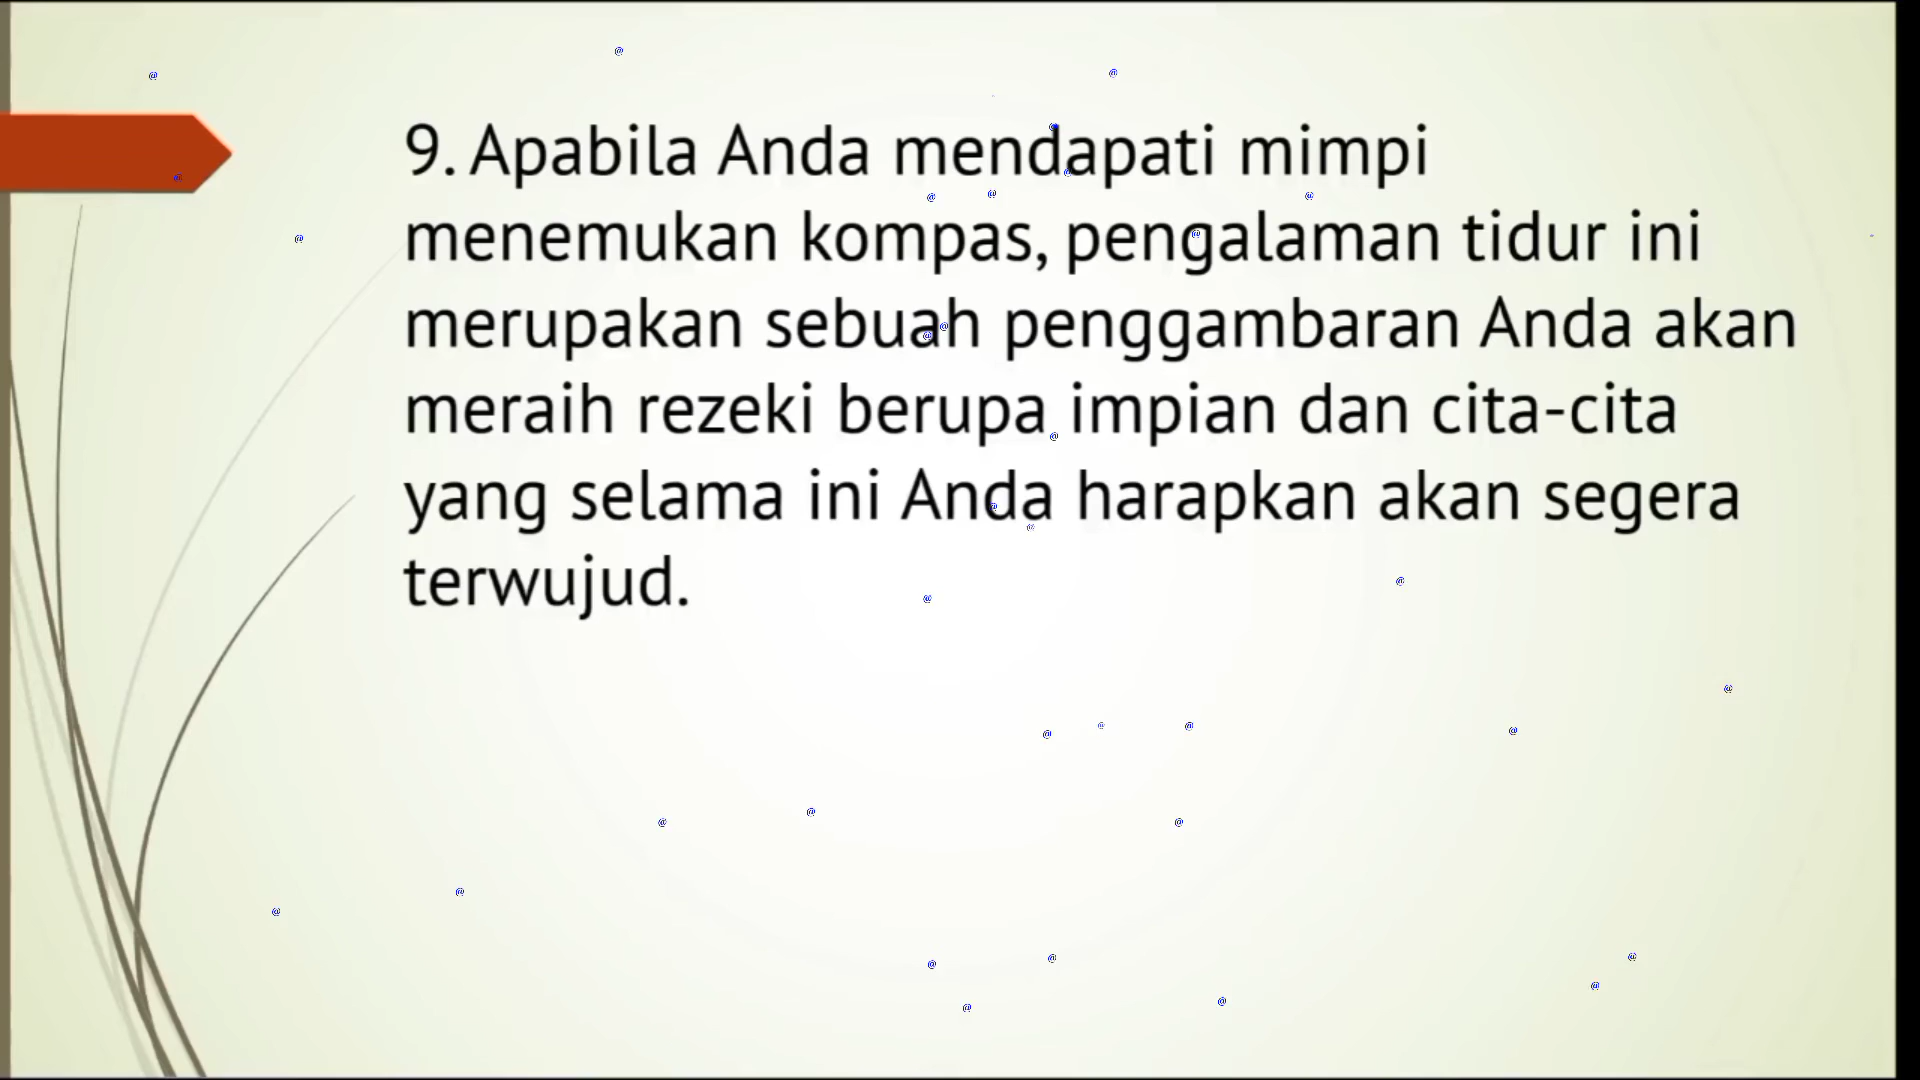 9. Apabila Anda mendapati mimpi
menemukan kompas, pengalaman tidur ini
merupakan sebuah penggambaran Anda akan
meraih rezeki berupa impian dan cita-cita
yang selama ini Anda harapkan akan segera
terwujud.